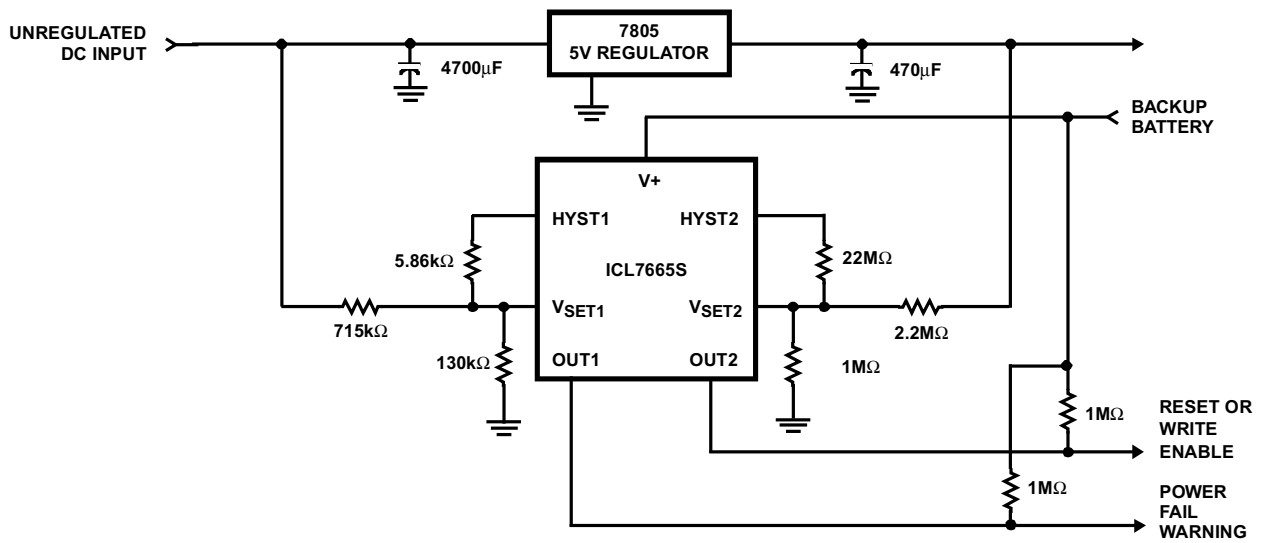 UNREGULATED
DC INPUT
7805
5V REGULATOR
4700μF
470μF
BACKUP
BATTERY
V+
HYST1
HYST2
5.86kΩ
ICL7665S
22MΩ
VSET1
VSET2
715kΩ
2.2MΩ
130kΩ
OUT1
OUT2
1MΩ
1MΩ
RESET OR
WRITE
ENABLE
1MΩ
POWER
FAIL
WARNING